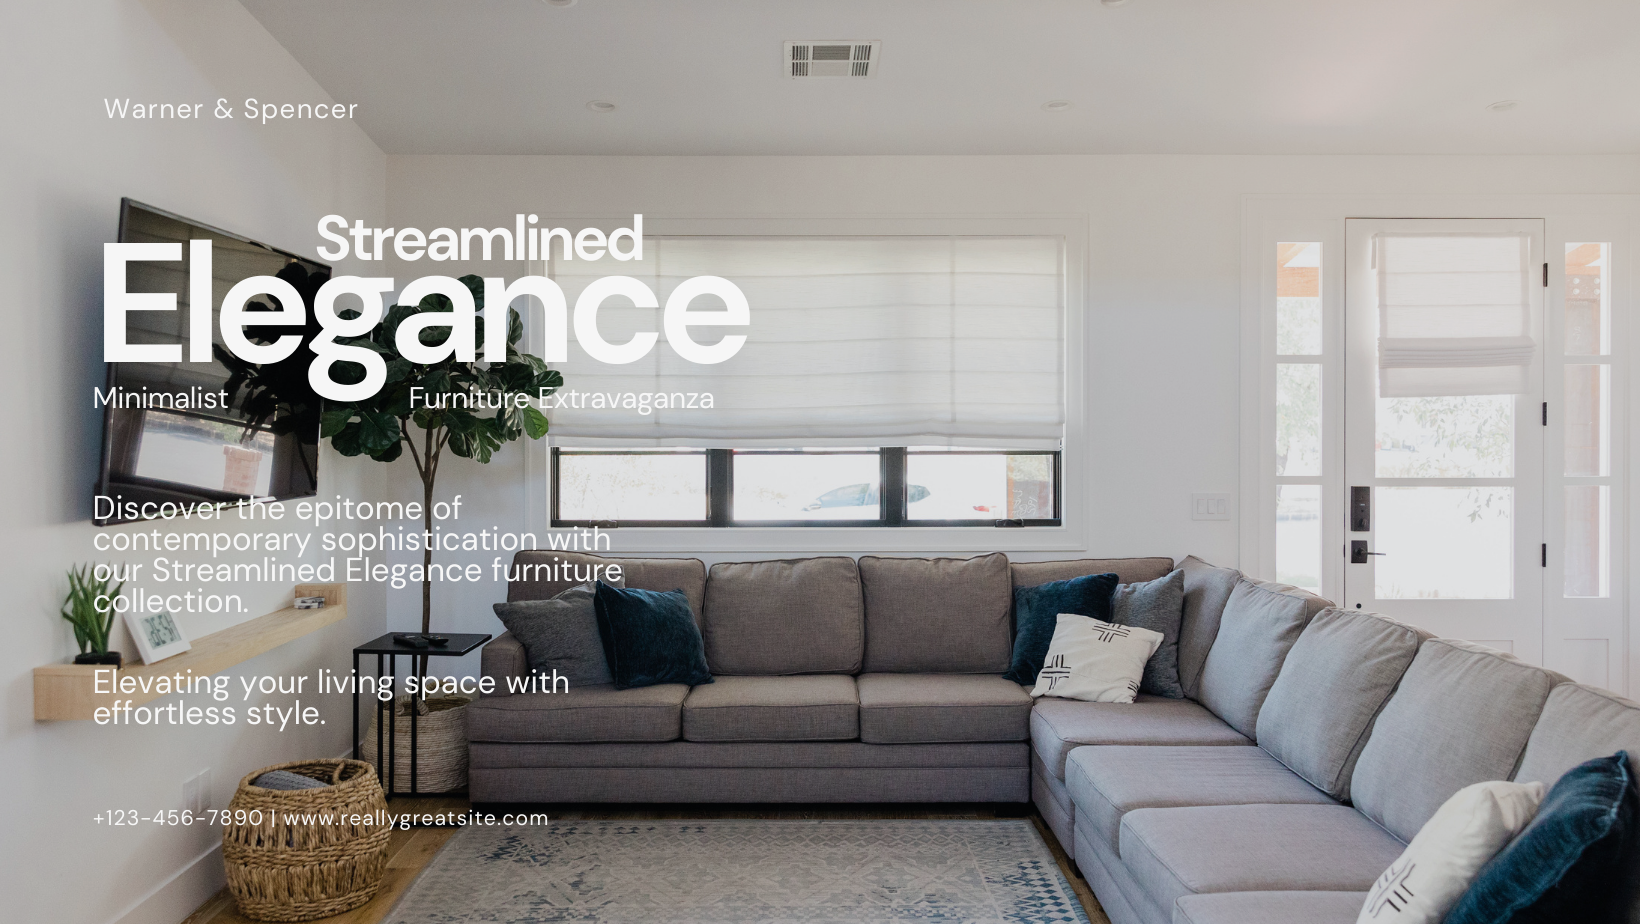 Warner & Spencer
Streamlined
Elegance
Minimalist Furniture Extravaganza
Discover the epitome of
contemporary sophistication with
our Streamlined Elegance furniture
collection.
Elevating your living space with
effortless style.
+123-456-7890 | www.reallygreatsite.com